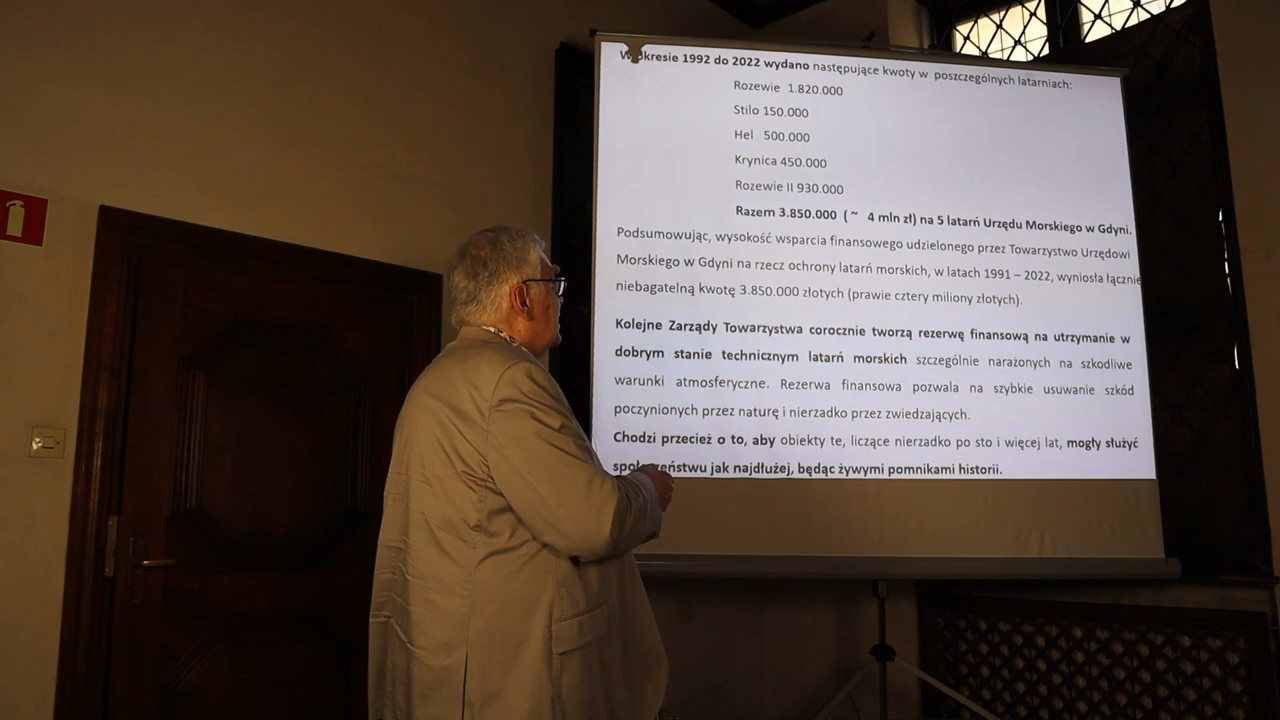 W okresie 1992 do 2022 wydano następujące kwoty w poszczególnych latarniach:
Rozewie 1.820.000
Stilo 150.000
Hel 500.000
Krynica 450.000
Rozewie II 930.000
Razem 3.850.000 ( ~ 4 mln zł) na 5 latarń Urzędu Morskiego w Gdyni.
Podsumowując, wysokość wsparcia finansowego udzielonego przez Towarzystwo Urzędowi
Morskiego w Gdyni na rzecz ochrony latarń morskich, w latach 1991 – 2022, wyniosła łącznie
niebagatelną kwotę 3.850.000 złotych (prawie cztery miliony złotych).
Kolejne Zarządy Towarzystwa corocznie tworzą rezerwę finansową na utrzymanie w
dobrym stanie technicznym latarń morskich szczególnie narażonych na szkodliwe
warunki atmosferyczne. Rezerwa finansowa pozwala na szybkie usuwanie szkód
poczynionych przez naturę i nierzadko przez zwiedzających.
Chodzi przecież o to, aby obiekty te, liczące nierzadko po sto i więcej lat, mogły służyć
społeczeństwu jak najdłużej, będąc żywymi pomnikami historii.